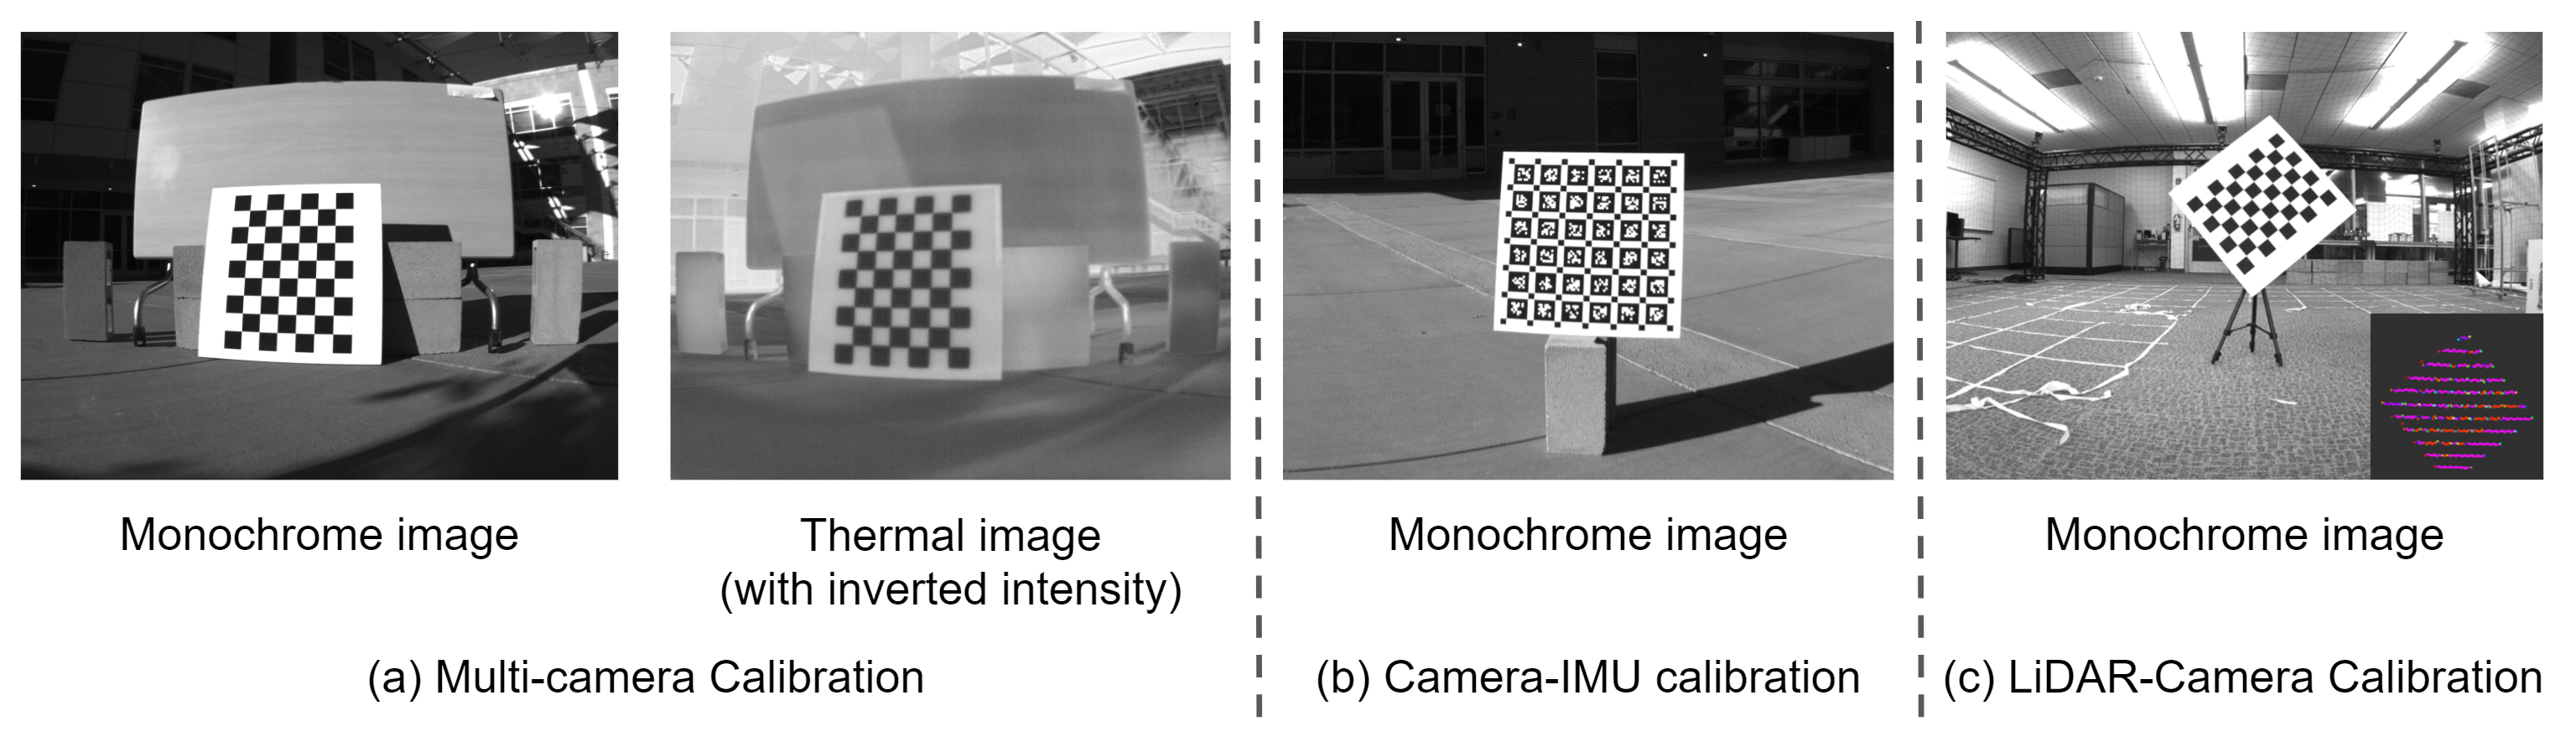 Monochrome image
Thermal image
(with inverted intensity)
Monochrome image
Monochrome image
(a) Multi-camera Calibration
(b) Camera-IMU calibration
(c) LiDAR-Camera Calibration